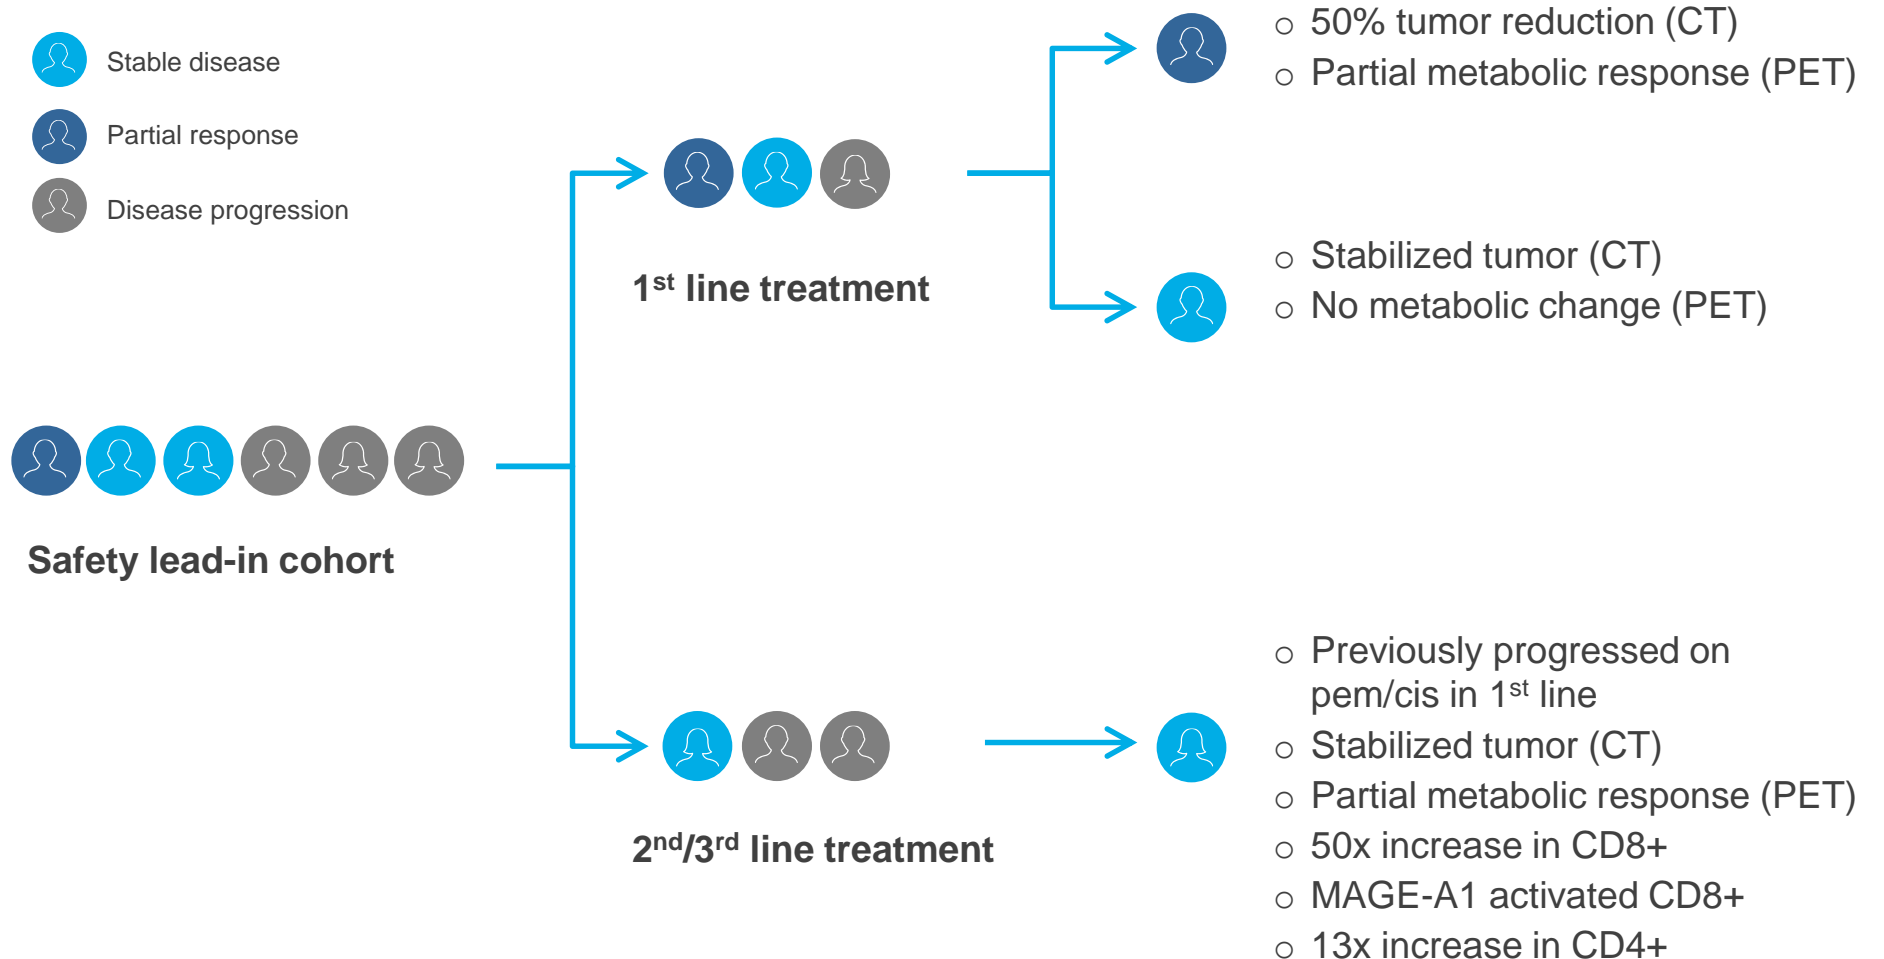 Stable disease
Partial response
Disease progression
Safety lead-in cohort
1st line treatment
2nd/3rd line treatment
○ 50% tumor reduction (CT)
○ Partial metabolic response (PET)
○ Stabilized tumor (CT)
○ No metabolic change (PET)
○ Previously progressed on
pem/cis in 1st line
○ Stabilized tumor (CT)
○ Partial metabolic response (PET)
○ 50x increase in CD8+
○ MAGE-A1 activated CD8+
○ 13x increase in CD4+